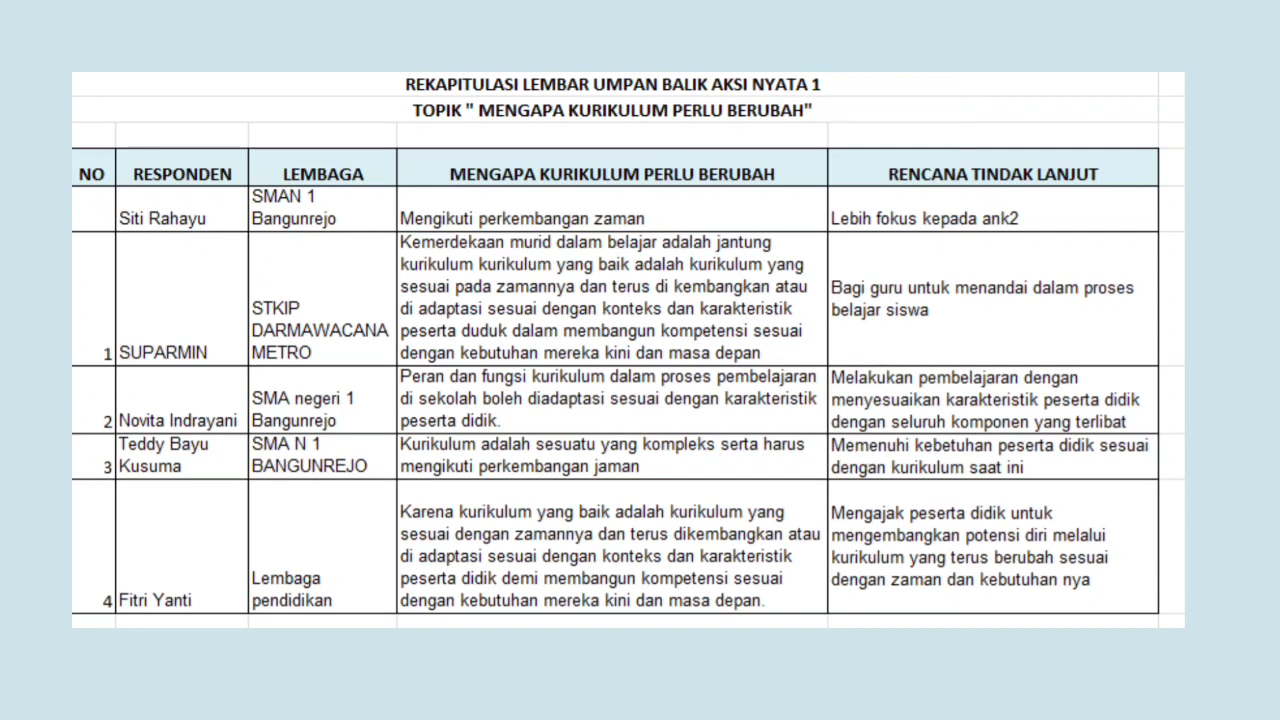 REKAPITULASI LEMBAR UMPAN BALIK AKSI NYATA 1
TOPIK " MENGAPA KURIKULUM PERLU BERUBAH"
NO RESPONDEN LEMBAGA MENGAPA KURIKULUM PERLU BERUBAH RENCANA TINDAK LANJUT
Siti Rahayu
SMAN 1
Bangunrejo
Mengikuti perkembangan zaman
Lebih fokus kepada ank2
1
SUPARMIN
STKIP
DARMAWACANA
METRO
Kemerdekaan murid dalam belajar adalah jantung
kurikulum kurikulum yang baik adalah kurikulum yang
sesuai pada zamannya dan terus di kembangkan atau
di adaptasi sesuai dengan konteks dan karakteristik
peserta duduk dalam membangun kompetensi sesuai
dengan kebutuhan mereka kini dan masa depan
Bagi guru untuk menandai dalam proses
belajar siswa
2
Novita Indrayani
SMA negeri 1
Bangunrejo
Peran dan fungsi kurikulum dalam proses pembelajaran
di sekolah boleh diadaptasi sesuai dengan karakteristik
peserta didik.
Melakukan pembelajaran dengan
menyesuaikan karakteristik peserta didik
dengan seluruh komponen yang terlibat
3
Teddy Bayu
Kusuma
SMA N 1
BANGUNREJO
Kurikulum adalah sesuatu yang kompleks serta harus
mengikuti perkembangan jaman
Memenuhi kebetuhan peserta didik sesuai
dengan kurikulum saat ini
4
Fitri Yanti
Lembaga
pendidikan
Karena kurikulum yang baik adalah kurikulum yang
sesuai dengan zamannya dan terus dikembangkan atau
di adaptasi sesuai dengan konteks dan karakteristik
peserta didik demi membangun kompetensi sesuai
dengan kebutuhan mereka kini dan masa depan.
Mengajak peserta didik untuk
mengembangkan potensi diri melalui
kurikulum yang terus berubah sesuai
dengan zaman dan kebutuhan nya